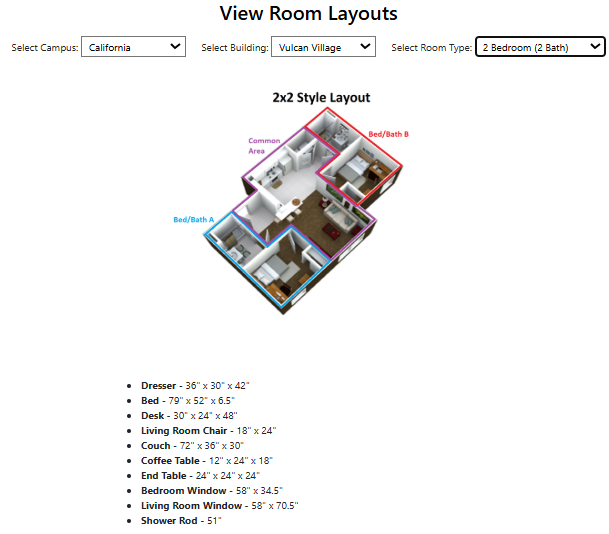 View Room Layouts
Select Campus: California Select Building: Vulcan Village Select Room Type: 2 Bedroom (2 Bath)
2x2 Style Layout
Common
Area
Bed/Bath B
Bed/Bath A
Dresser - 36" x 30" x 42"
Bed - 79" x 52" x 6.5"
Desk - 30" x 24" x 48"
Living Room Chair - 18" x 24"
Couch - 72" x 36" x 30"
Coffee Table - 12" x 24" x 18"
End Table - 24" x 24" x 24"
Bedroom Window - 58" x 34.5"
Living Room Window - 58" x 70.5"
Shower Rod - 51"